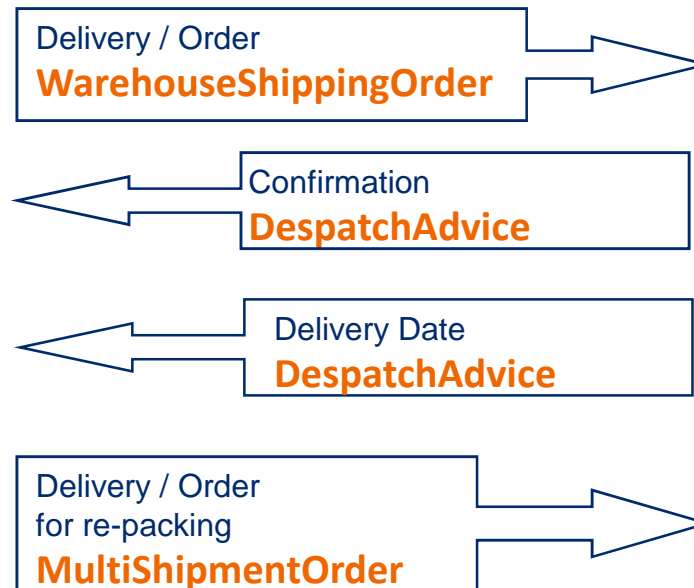 Delivery / Order
WarehouseShippingOrder
Confirmation
DespatchAdvice
Delivery Date
DespatchAdvice
Delivery / Order
for re-packing
MultiShipmentOrder